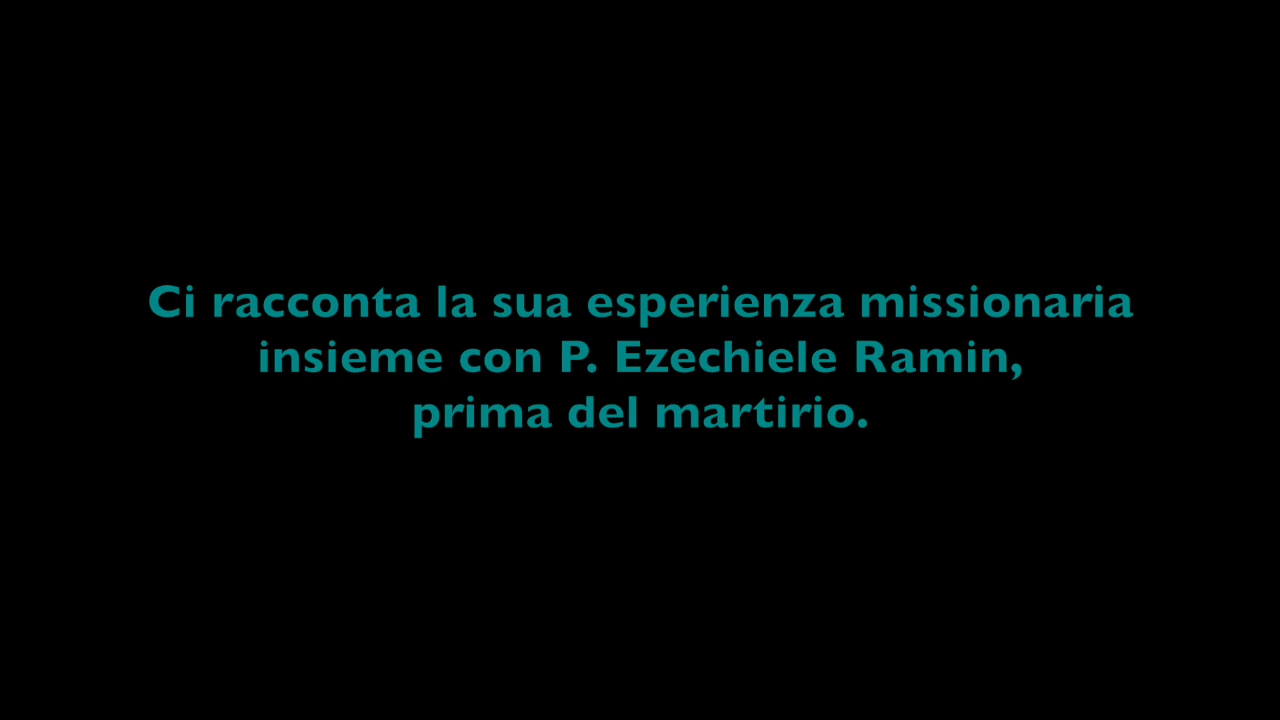 Ci racconta la sua esperienza missionaria
insieme con P. Ezechiele Ramin,
prima del martirio.